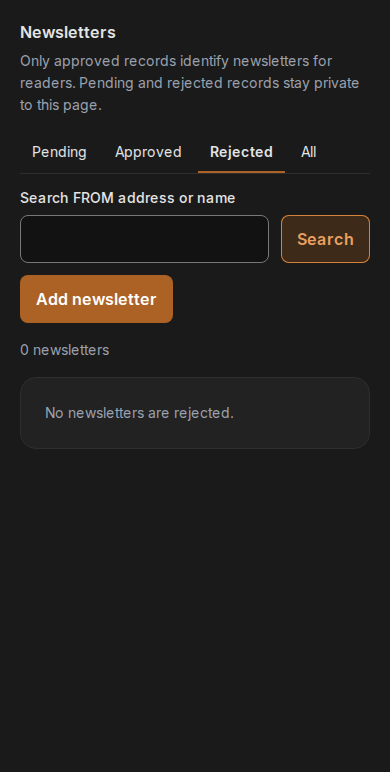 Newsletters
Only approved records identify newsletters for
readers. Pending and rejected records stay private
to this page.
Pending Approved Rejected All
Search FROM address or name
Search
Add newsletter
0 newsletters
No newsletters are rejected.